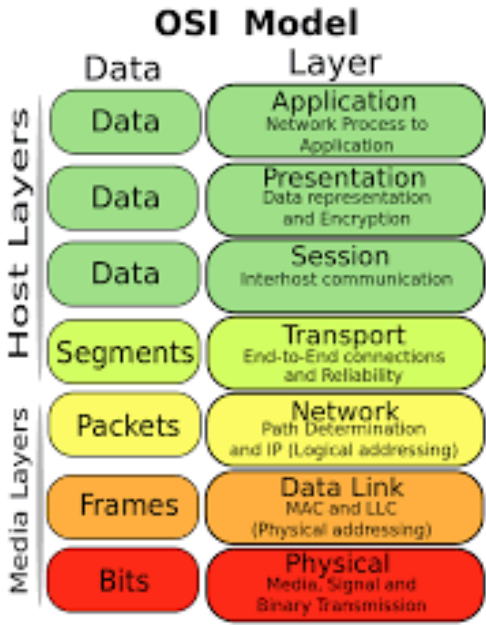 OSI Model
Data Layer
Host Layers
Data
Application
Network Process to
Application
Data
Presentation
Data representation
and Encryption
Data
Session
Interhost communication
Segments
Transport
End-to-End connections
and Reliability
Media Layers
Packets
Network
Path Determination
and IP (Logical addressing)
Frames
Data Link
MAC and LLC
(Physical addressing)
Bits
Physical
Media, Signal and
Binary Transmission